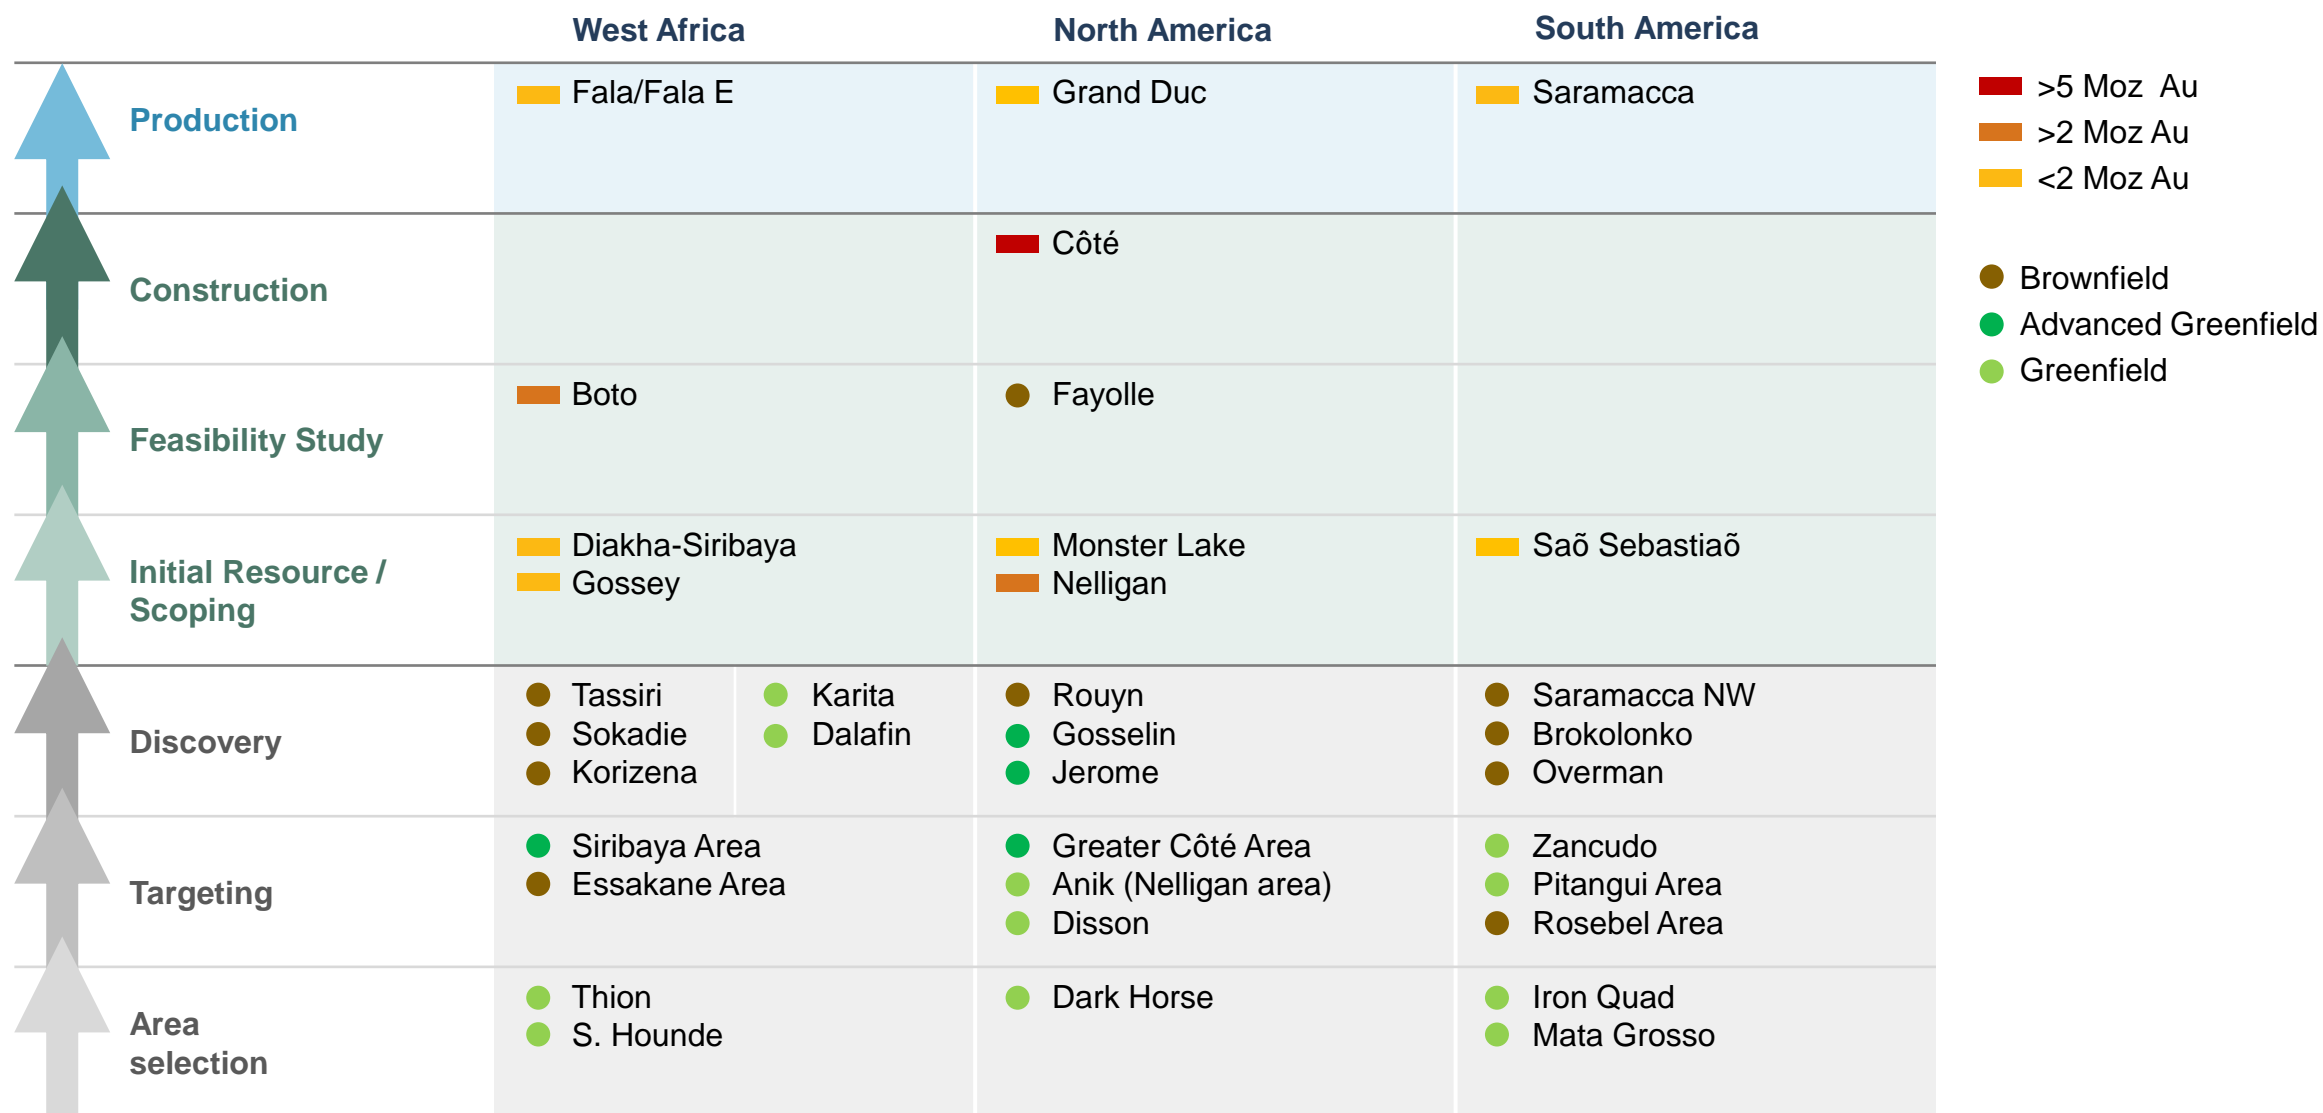 West Africa
North America
South America
Production
Fala/Fala E
Grand Duc
Saramacca
Construction
Côté
Feasibility Study
Boto
Fayolle
Initial Resource /
Scoping
Diakha-Siribaya
Gossey
Monster Lake
Nelligan
Saõ Sebastiaõ
Discovery
Tassiri
Sokadie
Korizena
Karita
Dalafin
Rouyn
Gosselin
Jerome
Saramacca NW
Brokolonko
Overman
Targeting
Siribaya Area
Essakane Area
Greater Côté Area
Anik (Nelligan area)
Disson
Zancudo
Pitangui Area
Rosebel Area
Area
selection
Thion
S. Hounde
Dark Horse
Iron Quad
Mata Grosso
>5 Moz Au
>2 Moz Au
<2 Moz Au
Brownfield
Advanced Greenfield
Greenfield